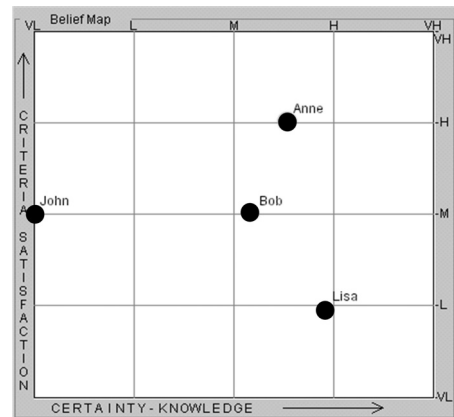 Belief Map
VL L M H VH
VH
Anne
-H
John
Bob
-M
Lisa
-L
-VL
CRITERIA SATISFACTION
CERTAINTY - KNOWLEDGE